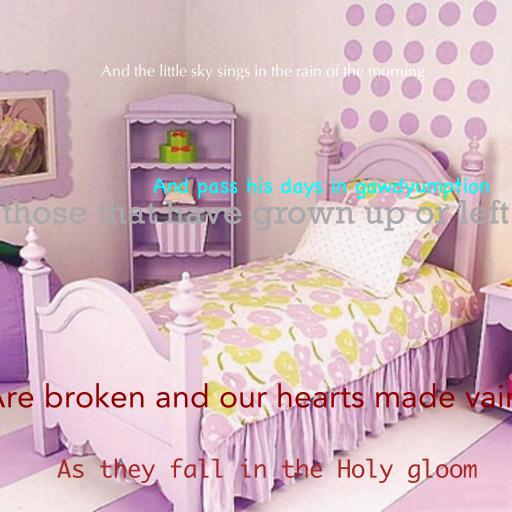 And the little sky sings in the rain of the morning
And pass his days in gawdyumption
those that have grown up or left
Are broken and our hearts made vain
As they fall in the Holy gloom